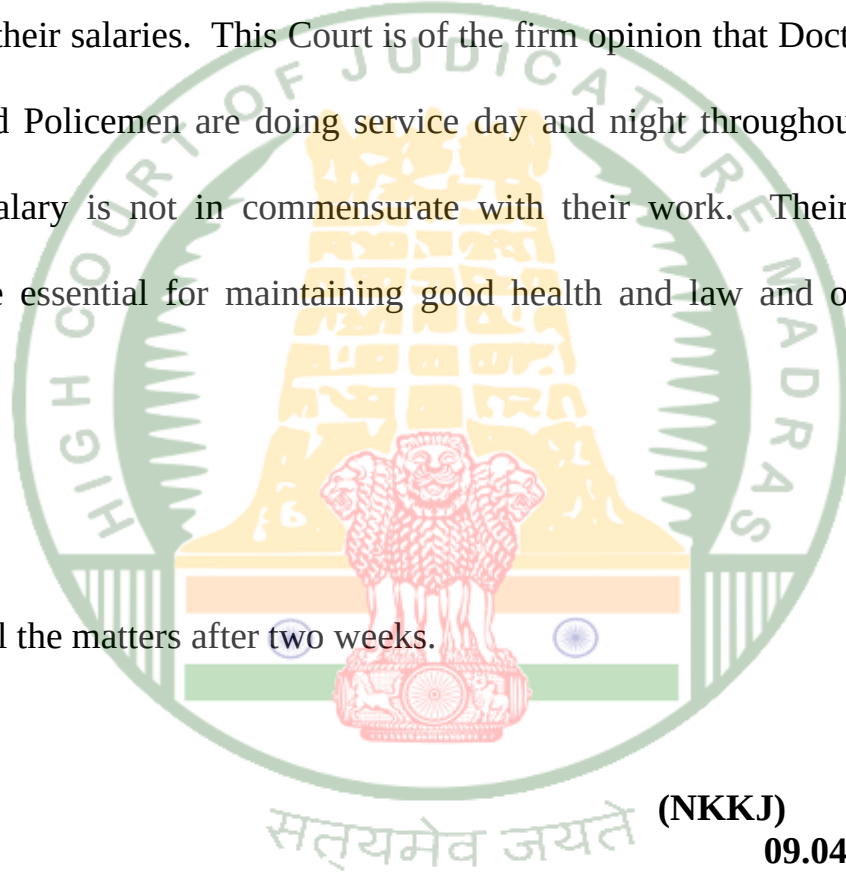 their salaries. This Court is of the firm opinion that Doct
d Policemen are doing service day and night throughou
alary is not in commensurate with their work. Their
e essential for maintaining good health and law and o
l the matters after two weeks.
(NKKJ)
09.04
HIGH COURT OF JUDICATURE MADRAS
सत्यमेव जयते